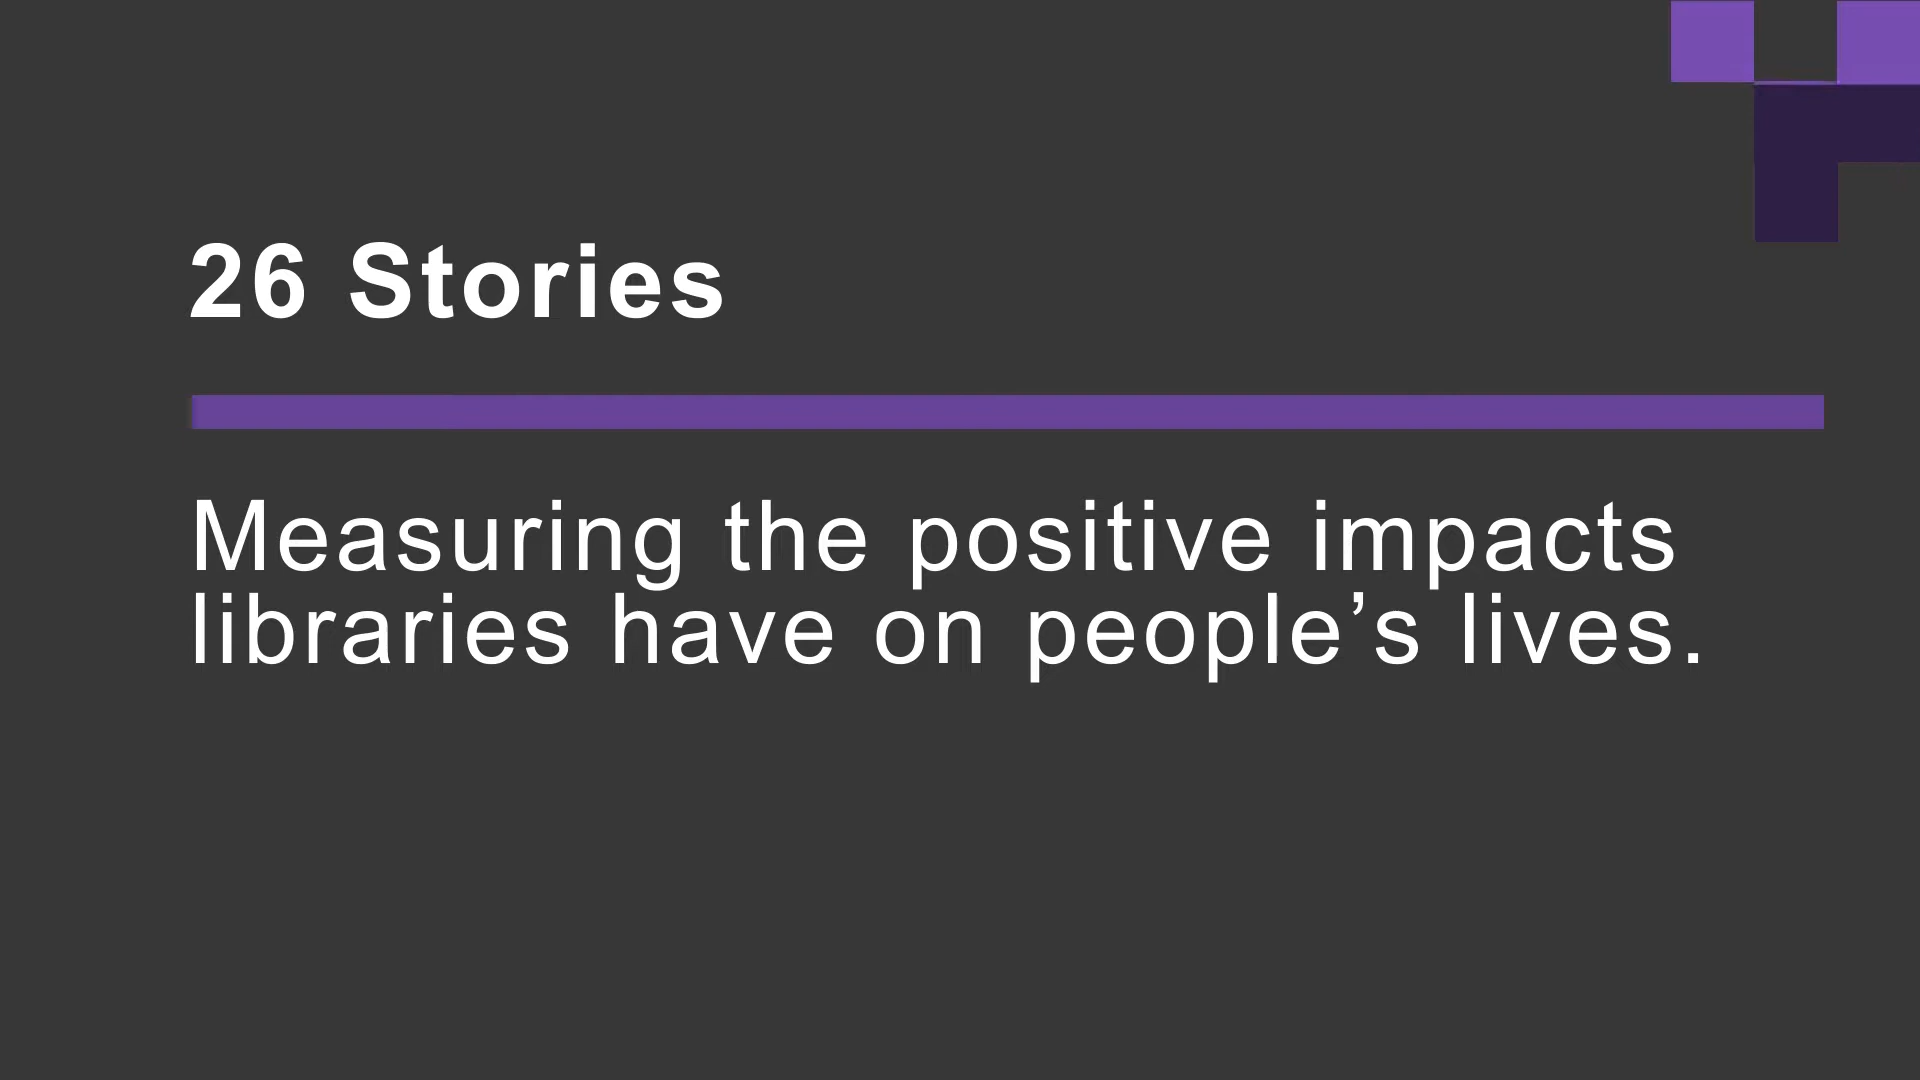 26 Stories
Measuring the positive impacts
libraries have on people’s lives.